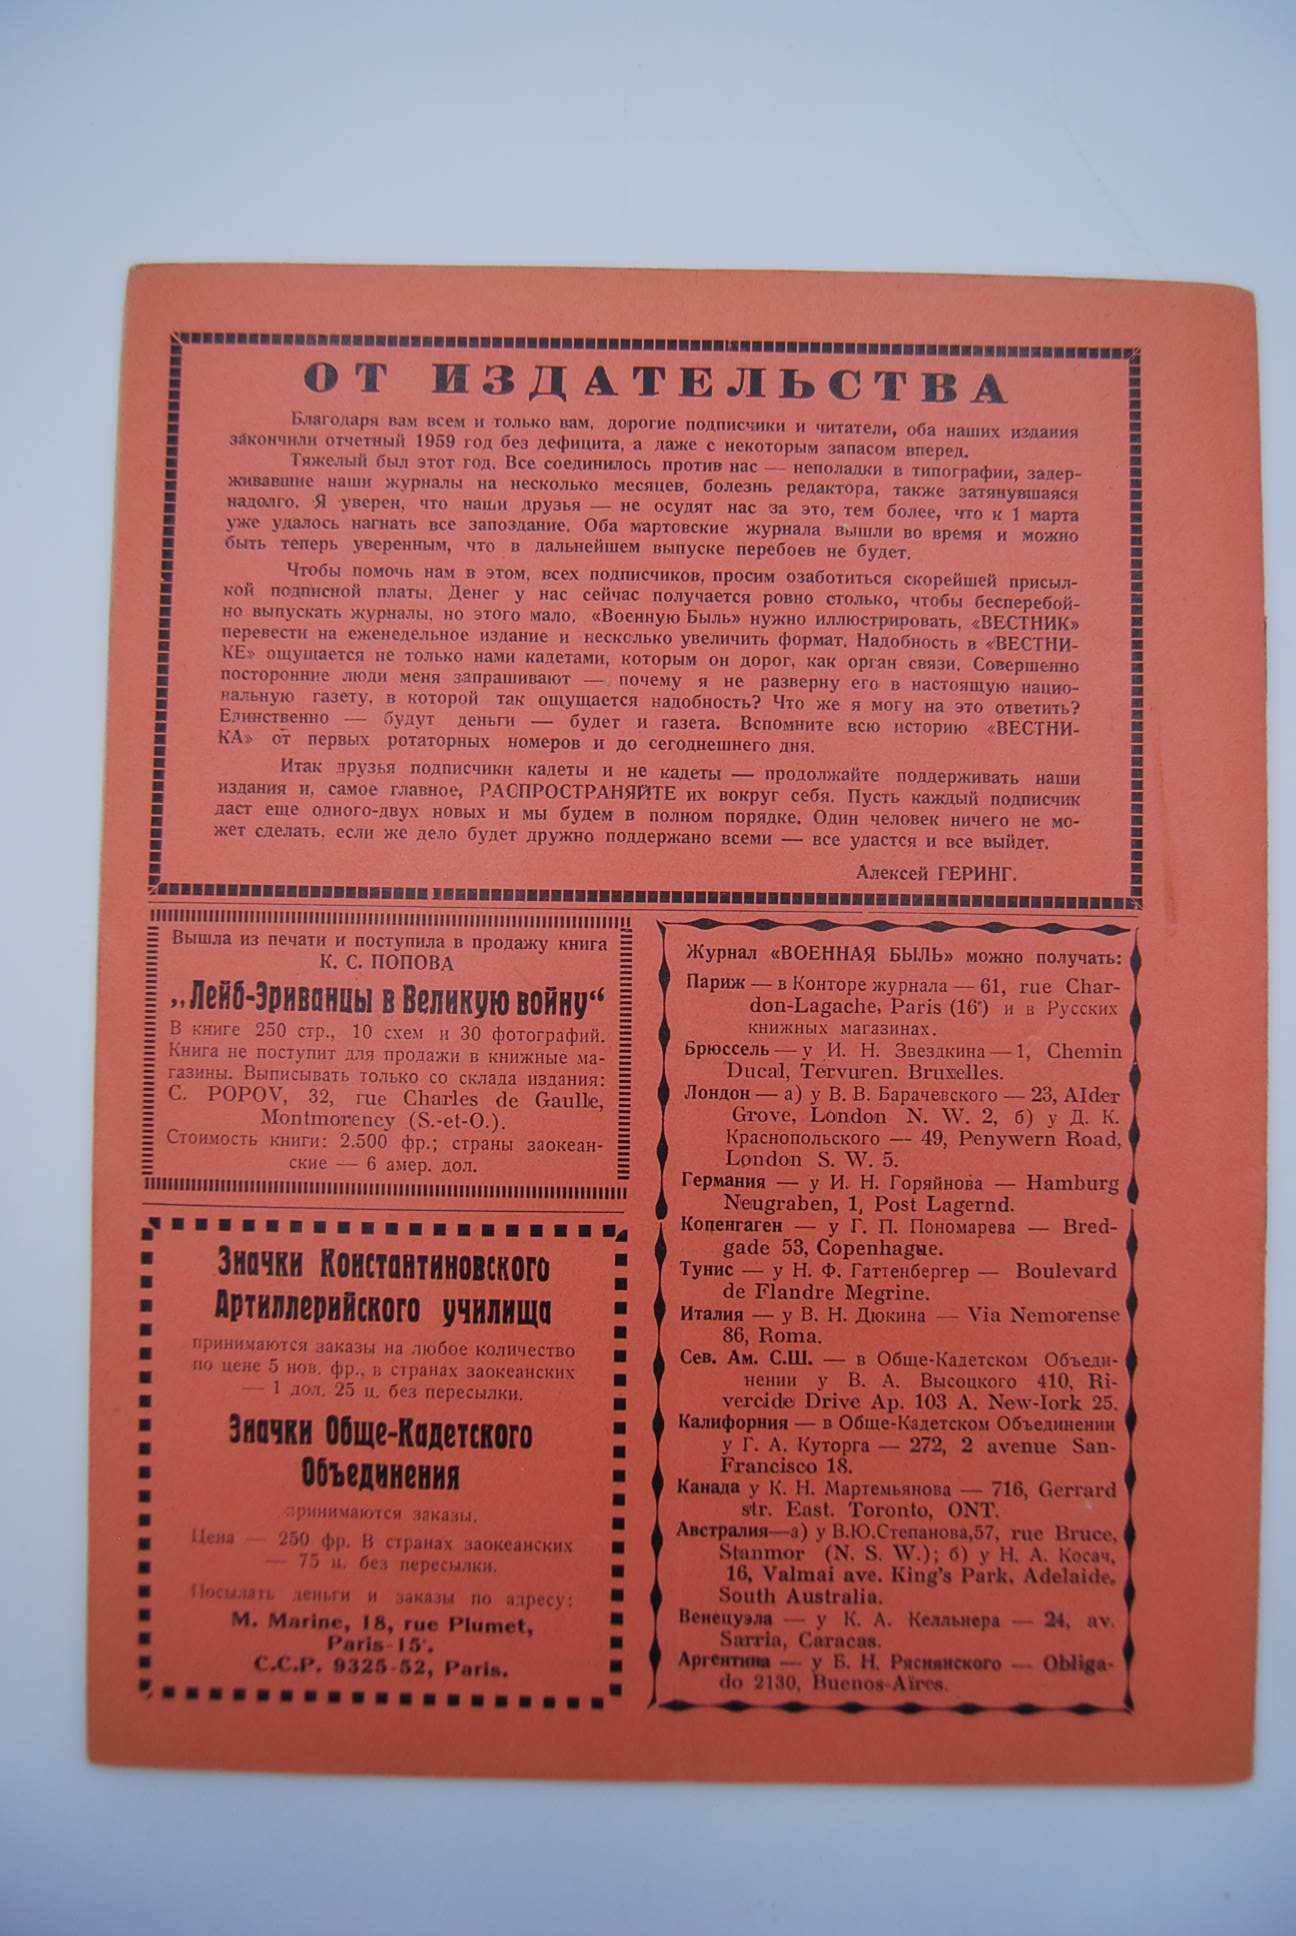 ОТ ИЗДАТЕЛЬСТВА
Благодаря вам всем и только вам, дорогие подписчики и читатели, оба наших издания
закончили отчетный 1959 год без дефицита, а даже с некоторым запасом вперед.
Тяжелый был этот год. Все соединилось против нас — неполадки в типографии, задер-
живавшие наши журналы на несколько месяцев, болезнь редактора, также затянувшаяся
надолго. Я уверен, что наши друзья — не осудят нас за это, тем более, что к 1 марта
уже удалось нагнать все запоздание. Оба мартовские журнала вышли во время и можно
быть теперь уверенным, что в дальнейшем выпуске перебоев не будет.
Чтобы помочь нам в этом, всех подписчиков, просим озаботиться скорейшей присыл-
кой подписной платы. Денег у нас сейчас получается ровно столько, чтобы бесперебой-
но выпускать журналы, но этого мало. «Военную Быль» нужно иллюстрировать, «ВЕСТНИК»
перевести на еженедельное издание и несколько увеличить формат. Надобность в «ВЕСТНИ-
КЕ» ощущается не только нами кадетами, которым он дорог, как орган связи. Совершенно
посторонние люди меня запрашивают — почему я не разверну его в настоящую нацио-
нальную газету, в которой так ощущается надобность? Что же я могу на это ответить?
Единственно — будут деньги — будет и газета. Вспомните всю историю «ВЕСТНИ-
КА» от первых ротаторных номеров и до сегоднешнего дня.
Итак друзья подписчики кадеты и не кадеты — продолжайте поддерживать наши
издания и, самое главное, РАСПРОСТРАНЯЙТЕ их вокруг себя. Пусть каждый подписчик
даст еще одного-двух новых и мы будем в полном порядке. Один человек ничего не мо-
жет сделать, если же дело будет дружно поддержано всеми — все удастся и все выйдет.
Алексей ГЕРИНГ.
Вышла из печати и поступила в продажу книга
К. С. ПОПОВА
„Лейб-Эриванцы в Великую войну“
В книге 250 стр., 10 схем и 30 фотографий.
Книга не поступит для продажи в книжные ма-
газины. Выписывать только со склада издания:
C. POPOV, 32, rue Charles de Gaulle,
Montmorency (S.-et-O.).
Стоимость книги: 2.500 фр.; страны заокеан-
ские — 6 амер. дол.
Значки Константиновского
Артиллерийского училища
принимаются заказы на любое количество
по цене 5 нов. фр., в странах заокеанских
— 1 дол. 25 ц. без пересылки.
Значки Обще-Кадетского
Объединения
принимаются заказы.
Цена — 250 фр. В странах заокеанских
— 75 ц. без пересылки.
Посылать деньги и заказы по адресу:
M. Marine, 18, rue Plumet,
Paris-15ᵉ.
C.C.P. 9325-52, Paris.
Журнал «ВОЕННАЯ БЫЛЬ» можно получать:
Париж — в Конторе журнала — 61, rue Char-
don-Lagache, Paris (16ᵉ) и в Русских
книжных магазинах.
Брюссель — у И. Н. Звездкина — 1, Chemin
Ducal, Tervuren. Bruxelles.
Лондон — а) у В. В. Барачевского — 23, Alder
Grove, London N. W. 2, б) у Д. К.
Краснопольского — 49, Penywern Road,
London S. W. 5.
Германия — у И. Н. Горяйнова — Hamburg
Neugraben, 1, Post Lagernd.
Копенгаген — у Г. П. Пономарева — Bred-
gade 53, Copenhague.
Тунис — у Н. Ф. Гаттенбергер — Boulevard
de Flandre Megrine.
Италия — у В. Н. Дюкина — Via Nemorense
86, Roma.
Сев. Ам. С.Ш. — в Обще-Кадетском Объеди-
нении у В. А. Высоцкого 410, Ri-
vercide Drive Ap. 103 A. New-Iork 25.
Калифорния — в Обще-Кадетском Объединении
у Г. А. Куторга — 272, 2 avenue San-
Francisco 18.
Канада у К. Н. Мартемьянова — 716, Gerrard
str. East. Toronto, ONT.
Австралия—а) у В.Ю.Степанова,57, rue Bruce,
Stanmor (N. S. W.); б) у Н. А. Косач,
16, Valmai ave. King's Park, Adelaide,
South Australia.
Венецуэла — у К. А. Келльнера — 24, av.
Sarria, Caracas.
Аргентина — у Б. Н. Ряснянского — Obliga-
do 2130, Buenos-Aïres.